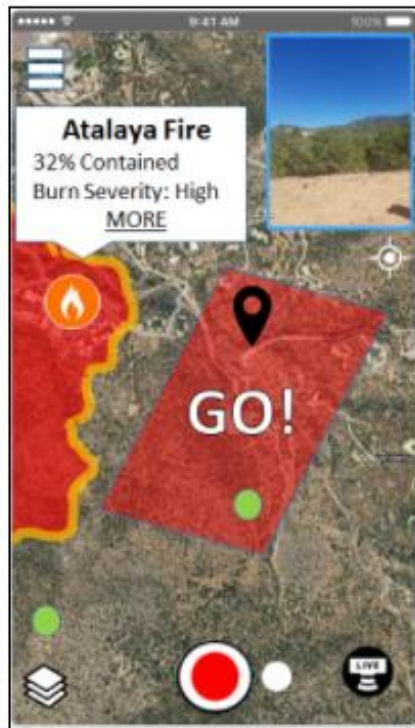 9:41 AM
100%
Atalaya Fire
32% Contained
Burn Severity: High
MORE
GO!
LIVE